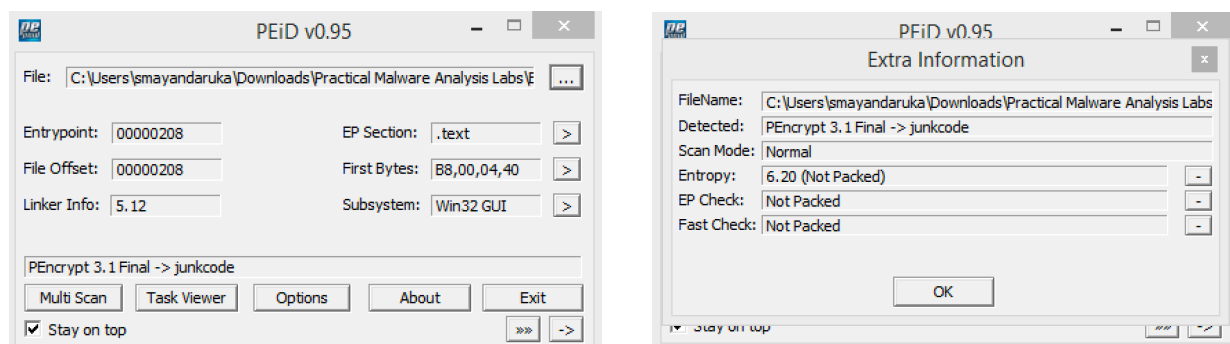 PEiD v0.95
File: C:\Users\smayandaruka\Downloads\Practical Malware Analysis Labs\E ...
Entrypoint: 00000208 EP Section: .text >
File Offset: 00000208 First Bytes: B8,00,04,40 >
Linker Info: 5.12 Subsystem: Win32 GUI >
PEncrypt 3.1 Final -> junkcode
Multi Scan Task Viewer Options About Exit
Stay on top »» ->
PEiD v0.95
Extra Information x
FileName: C:\Users\smayandaruka\Downloads\Practical Malware Analysis Labs
Detected: PEncrypt 3.1 Final -> junkcode
Scan Mode: Normal
Entropy: 6.20 (Not Packed) -
EP Check: Not Packed -
Fast Check: Not Packed -
OK
Stay on top »» ->